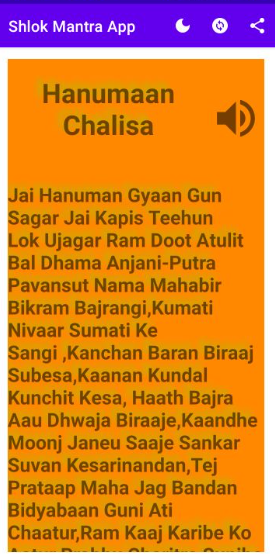 Shlok Mantra App
Hanumaan
Chalisa
Jai Hanuman Gyaan Gun
Sagar Jai Kapis Teehun
Lok Ujagar Ram Doot Atulit
Bal Dhama Anjani-Putra
Pavansut Nama Mahabir
Bikram Bajrangi,Kumati
Nivaar Sumati Ke
Sangi ,Kanchan Baran Biraaj
Subesa,Kaanan Kundal
Kunchit Kesa, Haath Bajra
Aau Dhwaja Biraaje,Kaandhe
Moonj Janeu Saaje Sankar
Suvan Kesarinandan,Tej
Prataap Maha Jag Bandan
Bidyabaan Guni Ati
Chaatur,Ram Kaaj Karibe Ko